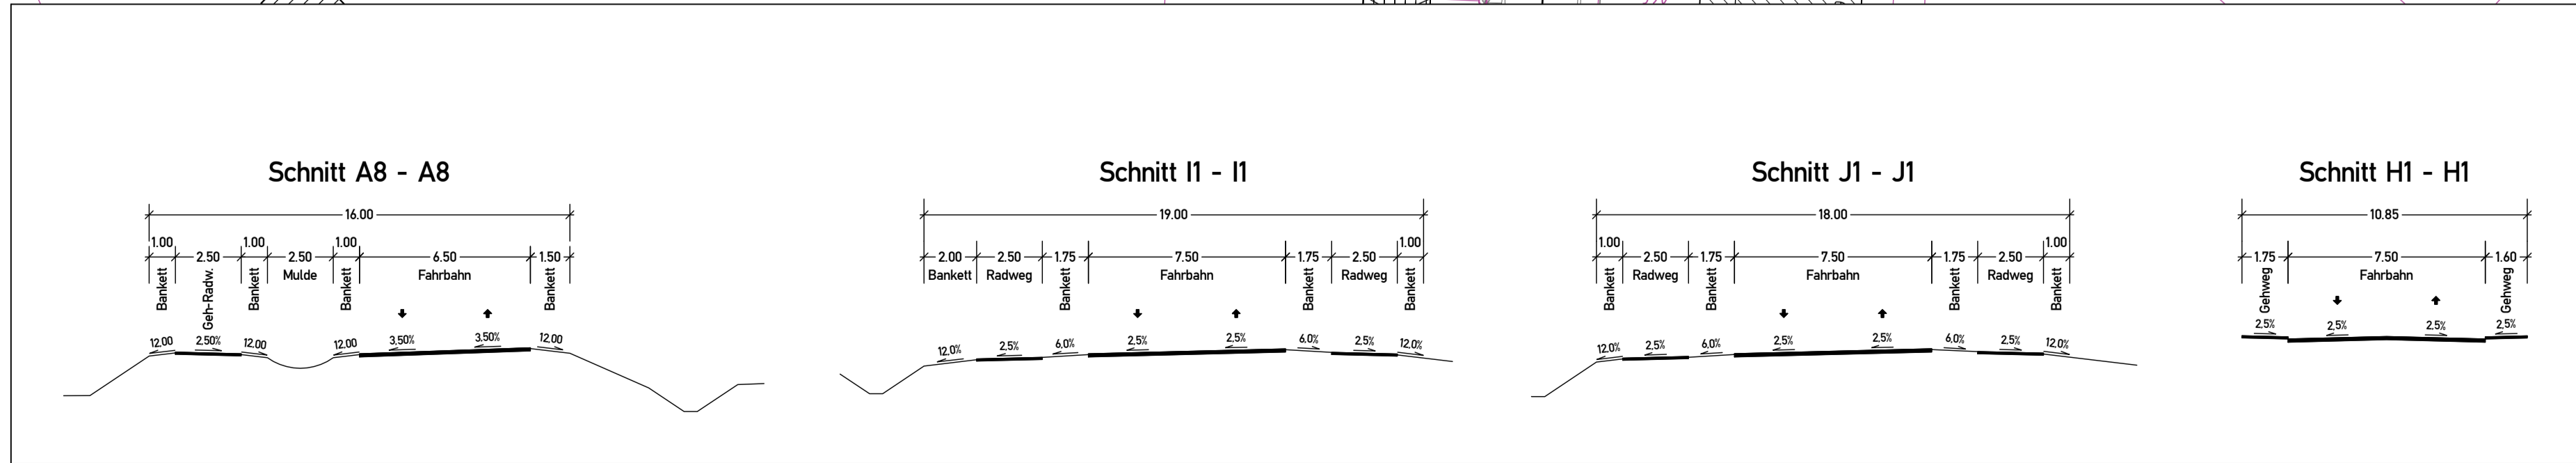 Schnitt A8 - A8
16.00
1.00 2.50 1.00 2.50 1.00 6.50 1.50
Bankett Geh-Radw. Bankett Mulde Bankett Fahrbahn Bankett
12.00 2.50% 12.00 12.00 3.50% 3.50% 12.00
Schnitt I1 - I1
19.00
2.00 2.50 1.75 7.50 1.75 2.50 1.00
Bankett Radweg Bankett Fahrbahn Bankett Radweg Bankett
12.0% 2.5% 6.0% 2.5% 2.5% 6.0% 2.5% 12.0%
Schnitt J1 - J1
18.00
1.00 2.50 1.75 7.50 1.75 2.50 1.00
Bankett Radweg Bankett Fahrbahn Bankett Radweg Bankett
12.0% 2.5% 6.0% 2.5% 2.5% 6.0% 2.5% 12.0%
Schnitt H1 - H1
10.85
1.75 7.50 1.60
Gehweg Fahrbahn Gehweg
2.5% 2.5% 2.5% 2.5%